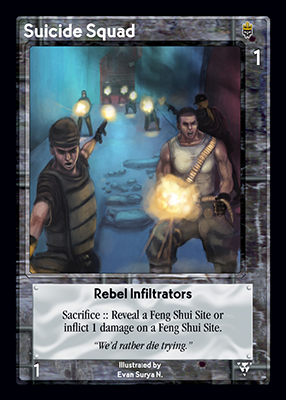 Suicide Squad
1
Rebel Infiltrators
Sacrifice :: Reveal a Feng Shui Site or
inflict 1 damage on a Feng Shui Site.
"We'd rather die trying."
Illustrated by
Evan Surya N.
1